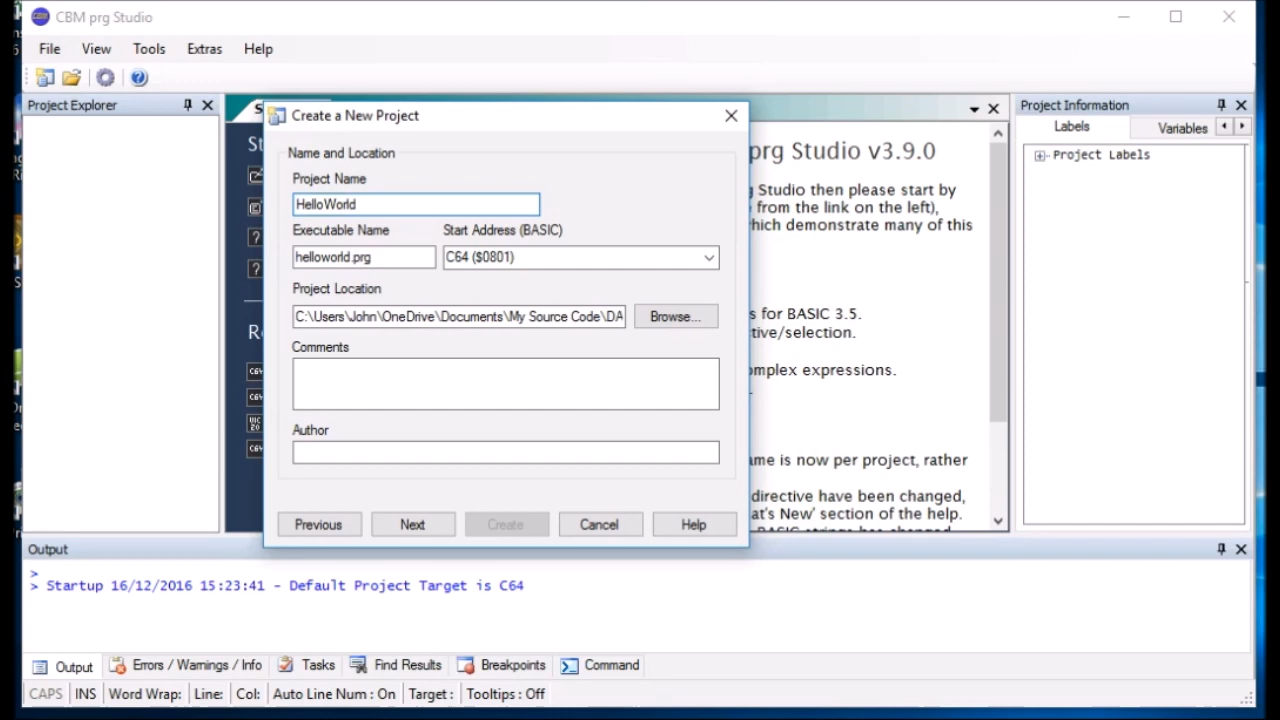 CBM prg Studio
File View Tools Extras Help
Project Explorer
Create a New Project
Name and Location
Project Name
HelloWorld
Executable Name Start Address (BASIC)
helloworld.prg C64 ($0801)
Project Location
C:\Users\John\OneDrive\Documents\My Source Code\DA Browse...
Comments
Author
Previous Next Create Cancel Help
prg Studio v3.9.0
Studio then please start by
from the link on the left),
which demonstrate many of this
s for BASIC 3.5.
tive/selection.
omplex expressions.
ame is now per project, rather
directive have been changed,
at's New' section of the help.
BASIC strings has changed
Project Information
Labels Variables
Project Labels
Output
>
> Startup 16/12/2016 15:23:41 - Default Project Target is C64
Output Errors / Warnings / Info Tasks Find Results Breakpoints Command
CAPS INS Word Wrap: Line: Col: Auto Line Num : On Target : Tooltips : Off